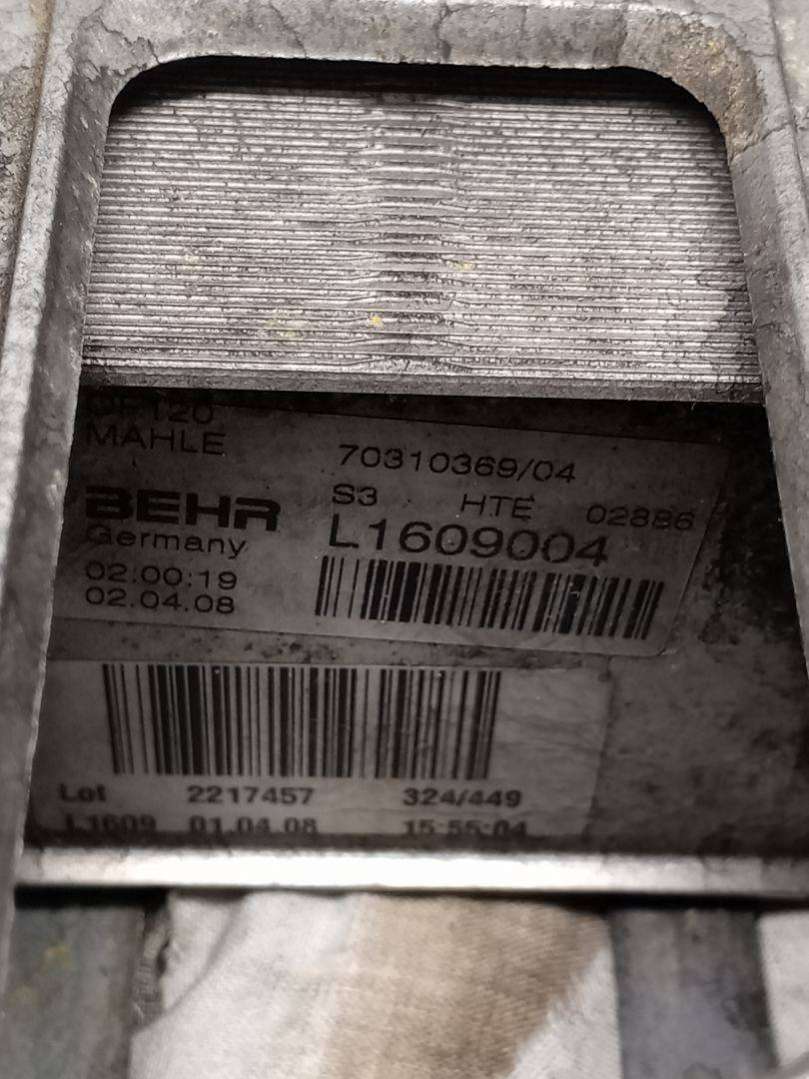 MAHLE
70310369/04
BEHR
S3 HTE 02886
Germany
L1609004
02:00:19
02.04.08
Lot 2217457 324/449
L1609 01.04.08 15:55:04